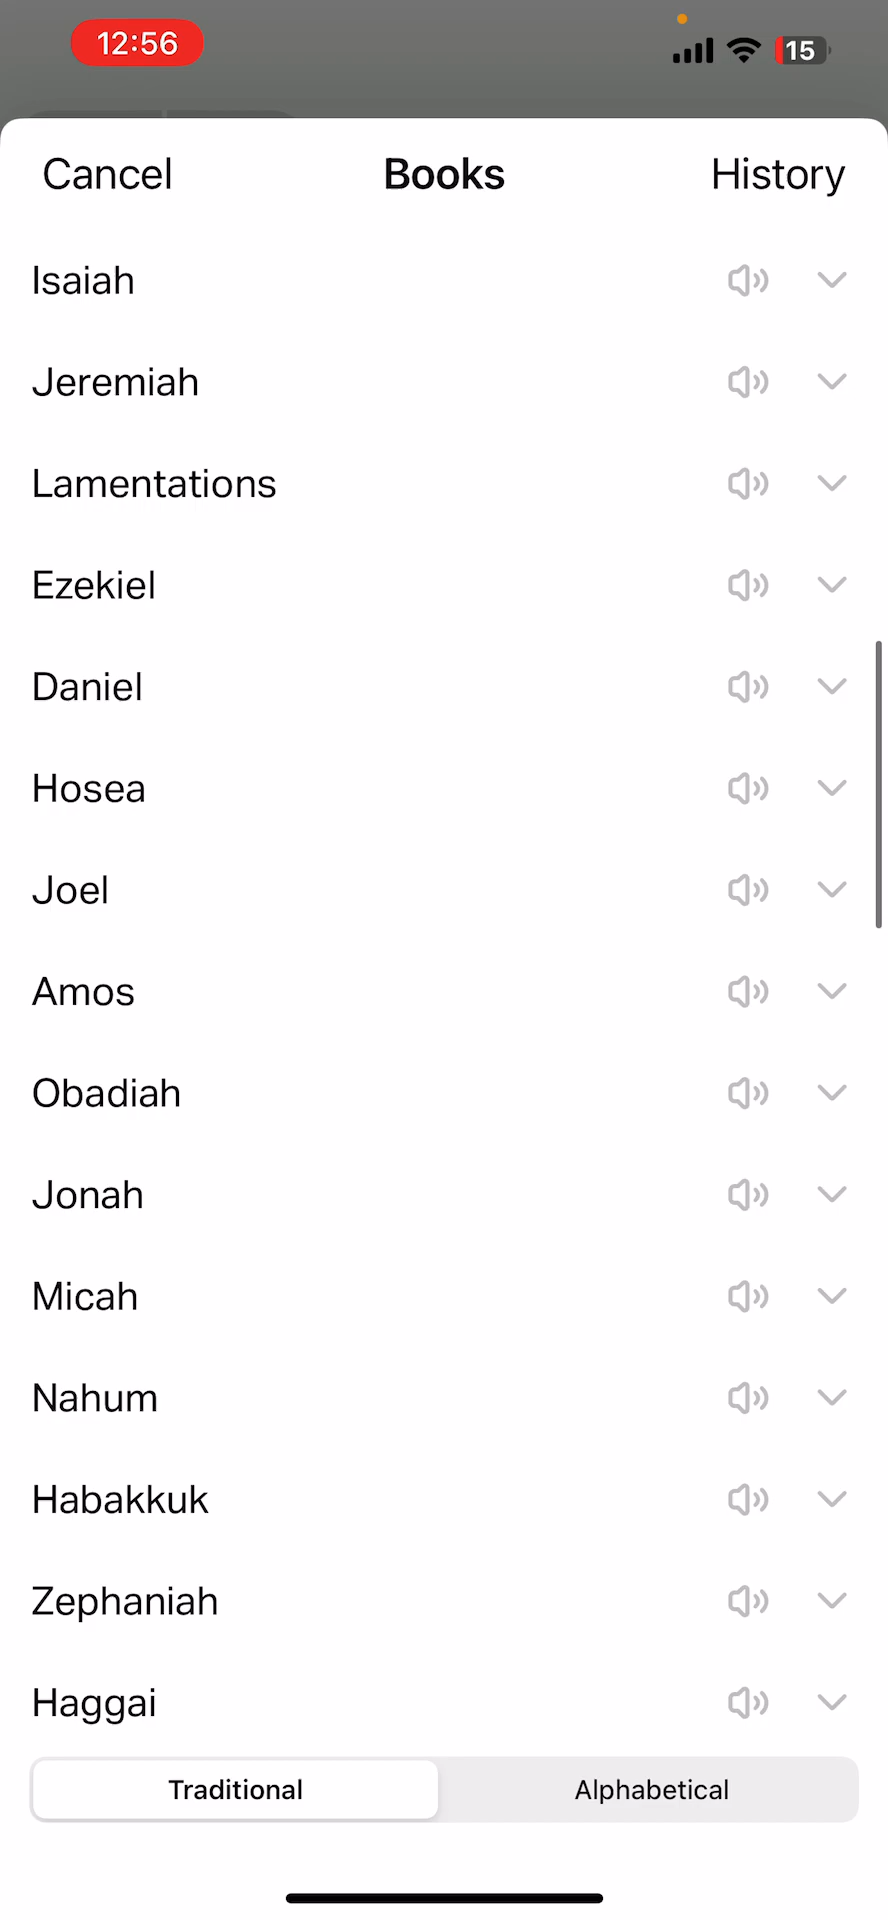 12:56
15
Cancel Books History
Isaiah
Jeremiah
Lamentations
Ezekiel
Daniel
Hosea
Joel
Amos
Obadiah
Jonah
Micah
Nahum
Habakkuk
Zephaniah
Haggai
Traditional Alphabetical